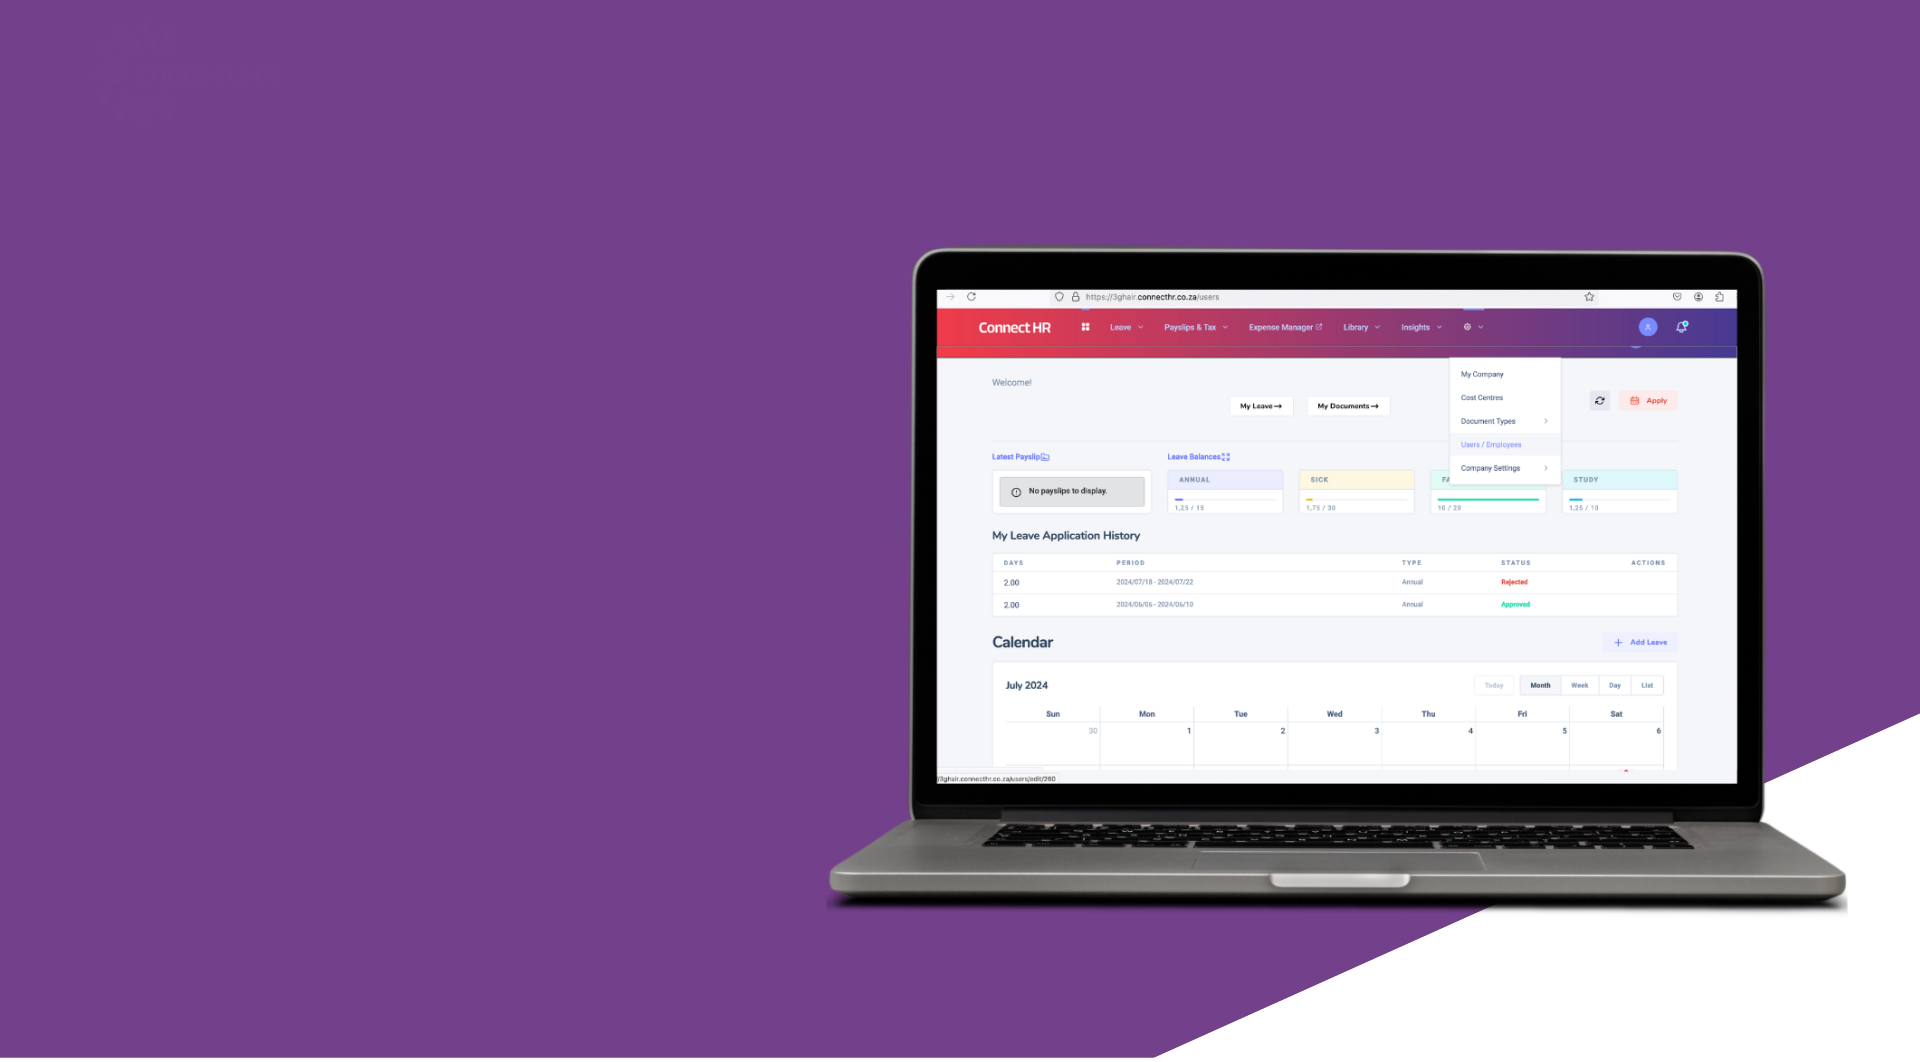 https://3ghair.connecthr.co.za/users
Connect HR
Leave
Payslips & Tax
Expense Manager
Library
Insights
My Company
Cost Centres
Document Types
Users / Employees
Company Settings
Welcome!
My Leave→
My Documents→
Apply
Latest Payslip
Leave Balances
No payslips to display.
ANNUAL
SICK
FA
STUDY
1,25 / 15
1,75 / 30
10 / 20
1,25 / 10
My Leave Application History
DAYS PERIOD TYPE STATUS ACTIONS
2.00 2024/07/18 - 2024/07/22 Annual Rejected
2.00 2024/06/06 - 2024/06/10 Annual Approved
Calendar
+ Add Leave
July 2024
Today Month Week Day List
Sun Mon Tue Wed Thu Fri Sat
30 1 2 3 4 5 6
/3ghair.connecthr.co.za/users/edit/260